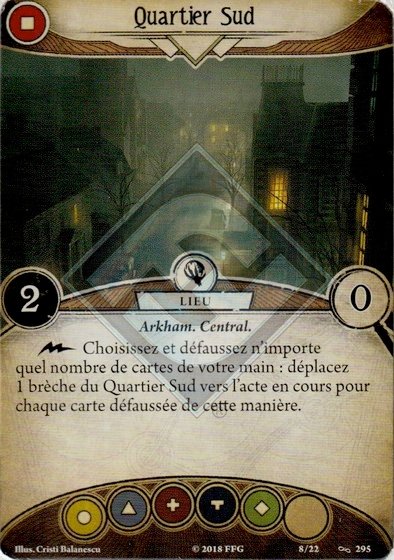 Quartier Sud
2
LIEU
0
Arkham. Central.
Choisissez et défaussez n'importe
quel nombre de cartes de votre main : déplacez
1 brèche du Quartier Sud vers l'acte en cours pour
chaque carte défaussée de cette manière.
Illus. Cristi Balanescu © 2018 FFG 8/22 295